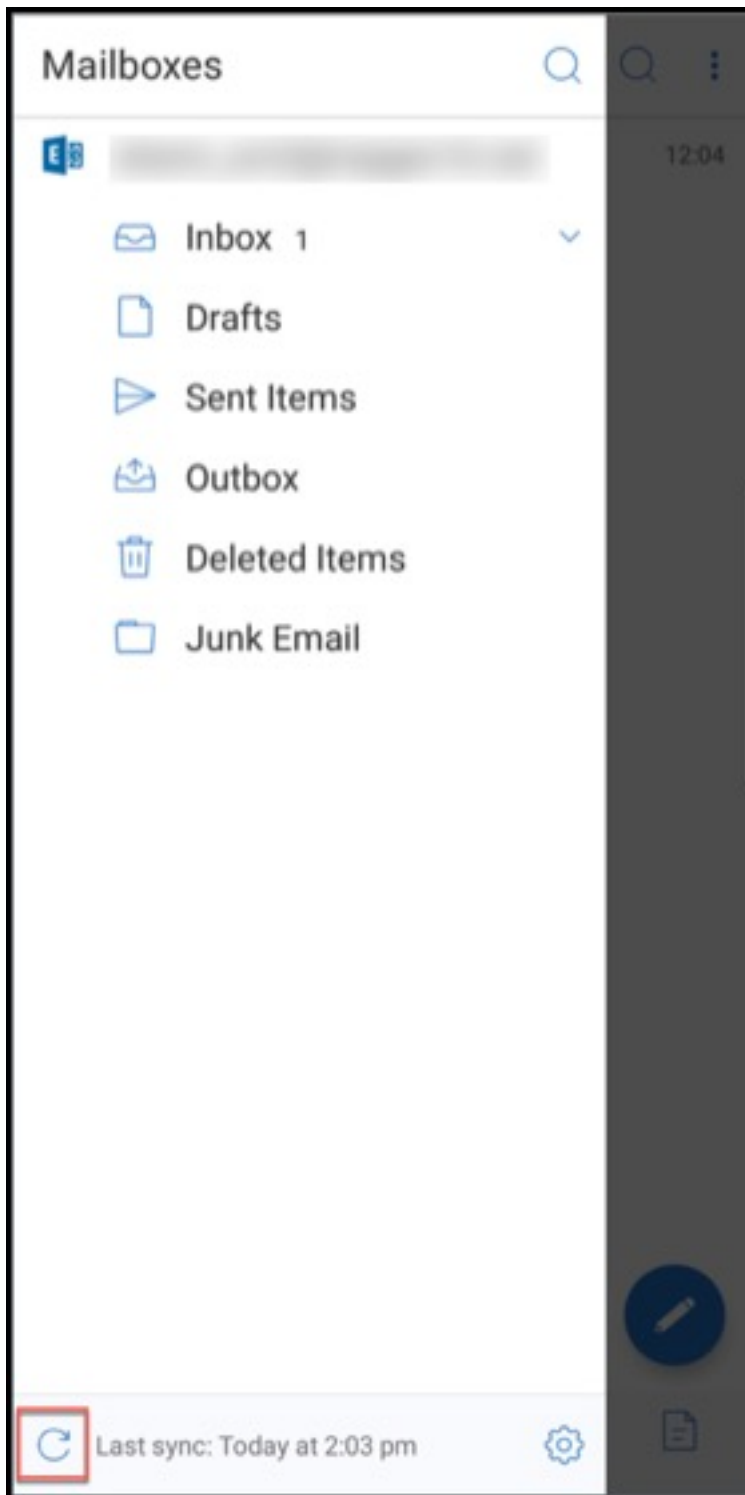 Mailboxes
12:04
Inbox 1
Drafts
Sent Items
Outbox
Deleted Items
Junk Email
Last sync: Today at 2:03 pm